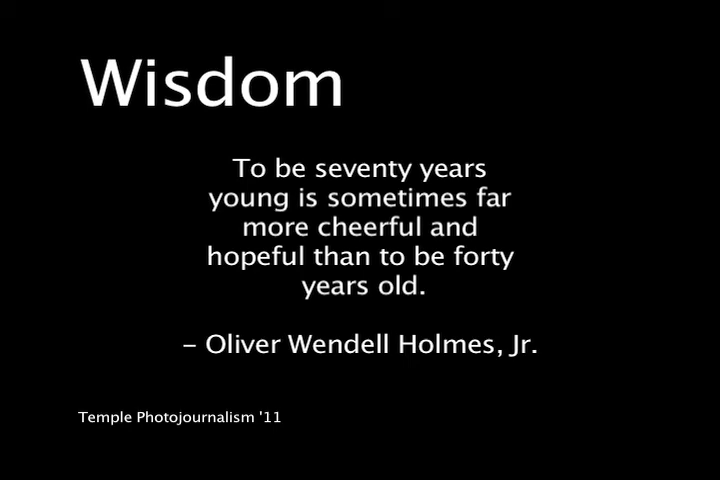 Wisdom
To be seventy years
young is sometimes far
more cheerful and
hopeful than to be forty
years old.
– Oliver Wendell Holmes, Jr.
Temple Photojournalism '11